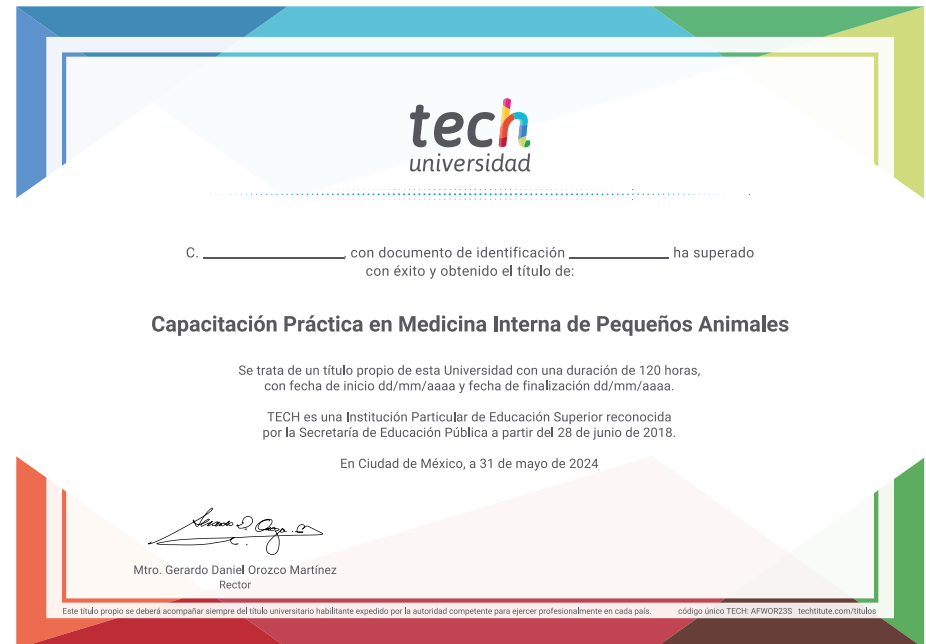 tech
universidad
C. ____________, con documento de identificación ____________ ha superado
con éxito y obtenido el título de:
Capacitación Práctica en Medicina Interna de Pequeños Animales
Se trata de un título propio de esta Universidad con una duración de 120 horas,
con fecha de inicio dd/mm/aaaa y fecha de finalización dd/mm/aaaa.
TECH es una Institución Particular de Educación Superior reconocida
por la Secretaría de Educación Pública a partir del 28 de junio de 2018.
En Ciudad de México, a 31 de mayo de 2024
Mtro. Gerardo Daniel Orozco Martínez
Rector
Este título propio se deberá acompañar siempre del título universitario habilitante expedido por la autoridad competente para ejercer profesionalmente en cada país. código único TECH: AFWOR23S techtitute.com/titulos